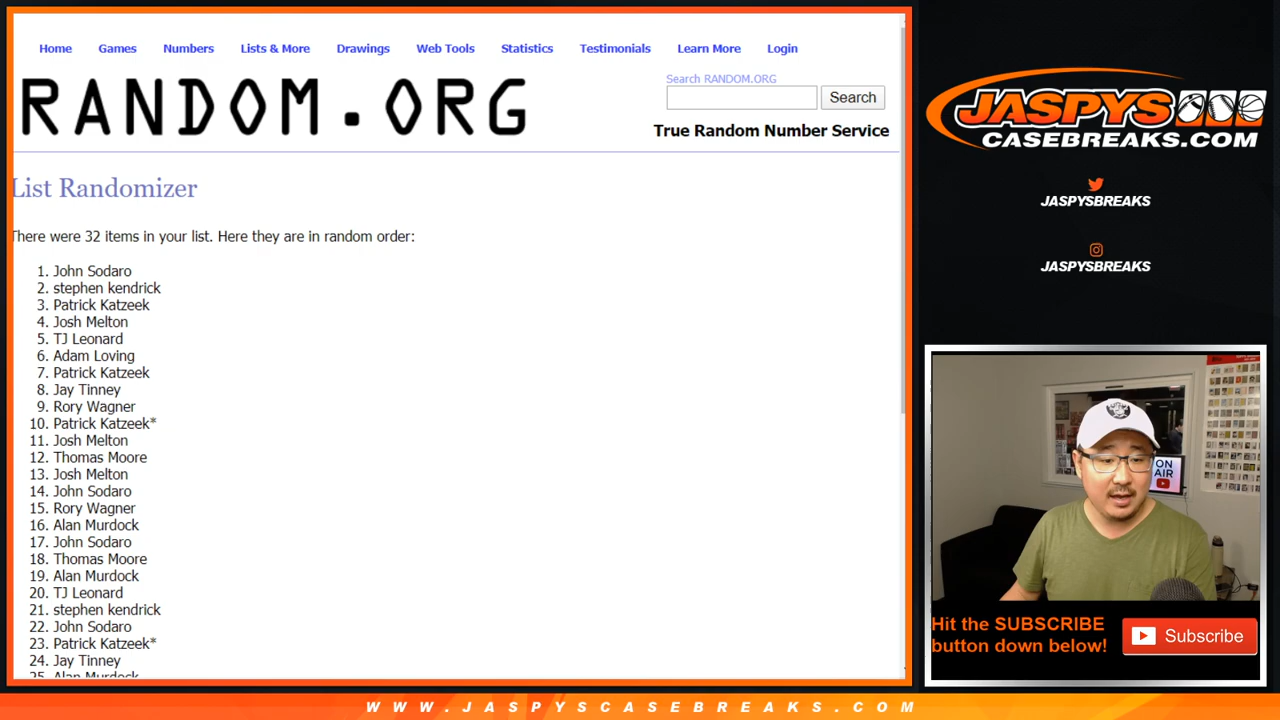 Home Games Numbers Lists & More Drawings Web Tools Statistics Testimonials Learn More Login
RANDOM.ORG
Search RANDOM.ORG
Search
True Random Number Service
List Randomizer
There were 32 items in your list. Here they are in random order:
1. John Sodaro
2. stephen kendrick
3. Patrick Katzeek
4. Josh Melton
5. TJ Leonard
6. Adam Loving
7. Patrick Katzeek
8. Jay Tinney
9. Rory Wagner
10. Patrick Katzeek*
11. Josh Melton
12. Thomas Moore
13. Josh Melton
14. John Sodaro
15. Rory Wagner
16. Alan Murdock
17. John Sodaro
18. Thomas Moore
19. Alan Murdock
20. TJ Leonard
21. stephen kendrick
22. John Sodaro
23. Patrick Katzeek*
24. Jay Tinney
25. Alan Murdock
JASPYS
CASEBREAKS.COM
JASPYSBREAKS
JASPYSBREAKS
ON
AIR
Hit the SUBSCRIBE
button down below!
Subscribe
WWW.JASPYSCASEBREAKS.COM